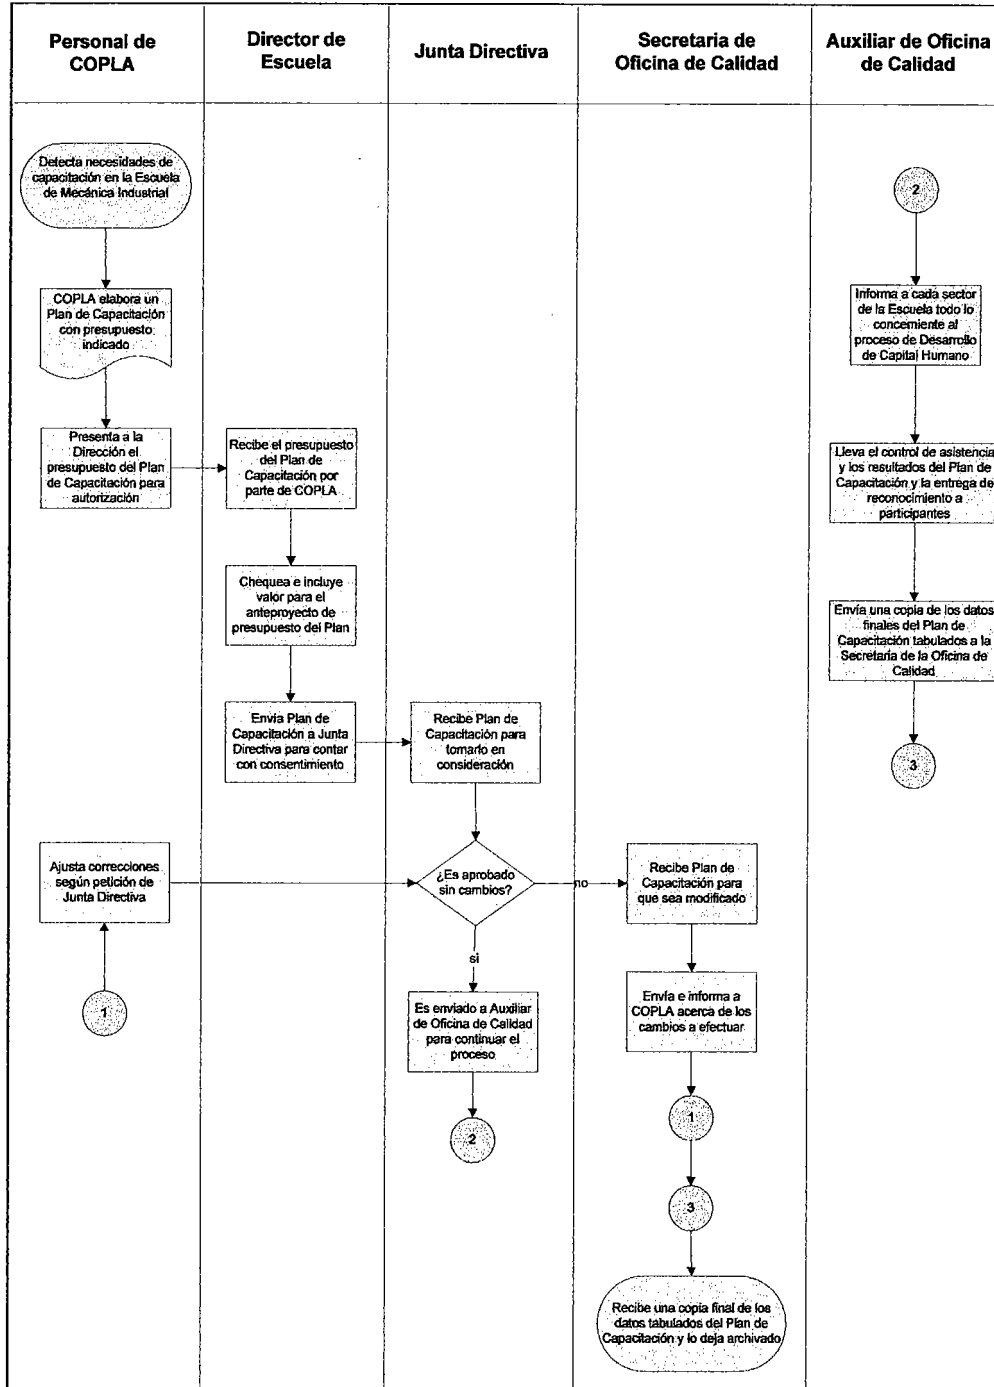 Personal de
COPLA
Director de
Escuela
Junta Directiva
Secretaria de
Oficina de Calidad
Auxiliar de Oficina
de Calidad
Detecta necesidades de
capacitación en la Escuela
de Mecánica Industrial
COPLA elabora un
Plan de Capacitación
con presupuesto
indicado
Presenta a la
Dirección el
presupuesto del Plan
de Capacitación para
autorización
Recibe el presupuesto
del Plan de
Capacitación por
parte de COPLA
Chequea e incluye
valor para el
anteproyecto de
presupuesto del Plan
Envía Plan de
Capacitación a Junta
Directiva para contar
con consentimiento
Recibe Plan de
Capacitación para
tomarlo en
consideración
Ajusta correcciones
según petición de
Junta Directiva
1
¿Es aprobado
sin cambios?
no
si
Es enviado a Auxiliar
de Oficina de Calidad
para continuar el
proceso
2
Recibe Plan de
Capacitación para
que sea modificado
Envía e informa a
COPLA acerca de los
cambios a efectuar
1
3
Recibe una copia final de los
datos tabulados del Plan de
Capacitación y lo deja archivado
2
Informa a cada sector
de la Escuela todo lo
concerniente al
proceso de Desarrollo
de Capital Humano
Lleva el control de asistencia
y los resultados del Plan de
Capacitación y la entrega de
reconocimiento a
participantes
Envía una copia de los datos
finales del Plan de
Capacitación tabulados a la
Secretaria de la Oficina de
Calidad
3